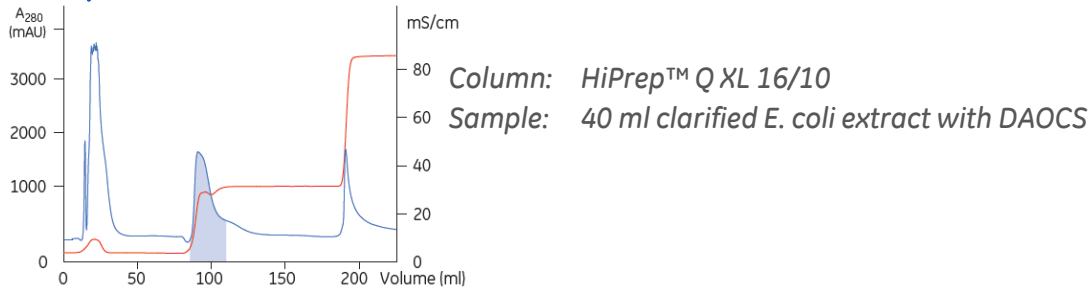 A280
(mAU)
mS/cm
3000
2000
1000
0
80
60
40
20
0
0 50 100 150 200 Volume (ml)
Column: HiPrep™ Q XL 16/10
Sample: 40 ml clarified E. coli extract with DAOCS